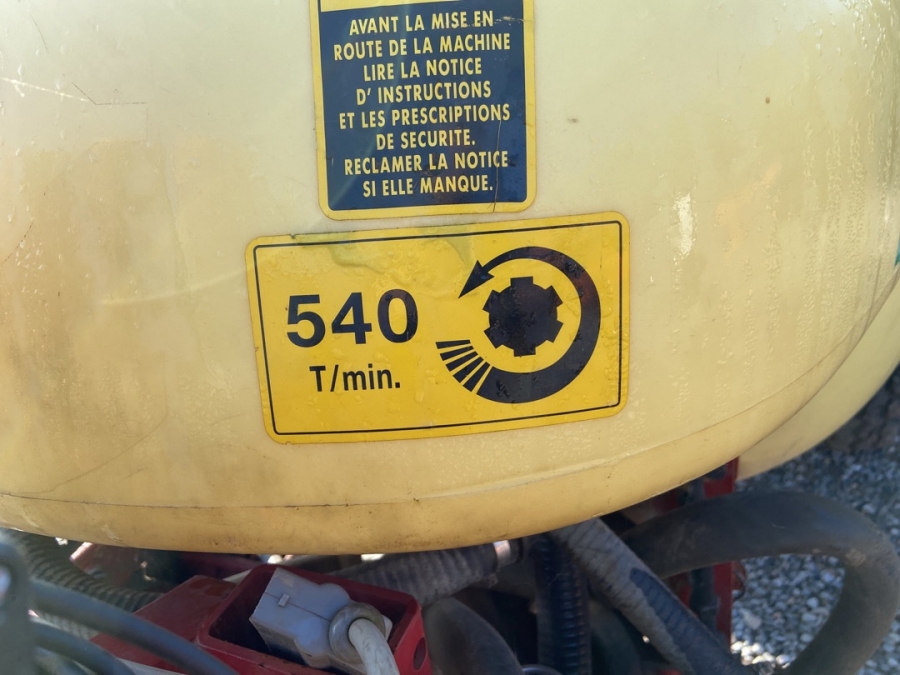 AVANT LA MISE EN
ROUTE DE LA MACHINE
LIRE LA NOTICE
D' INSTRUCTIONS
ET LES PRESCRIPTIONS
DE SECURITE.
RECLAMER LA NOTICE
SI ELLE MANQUE.
540
T/min.